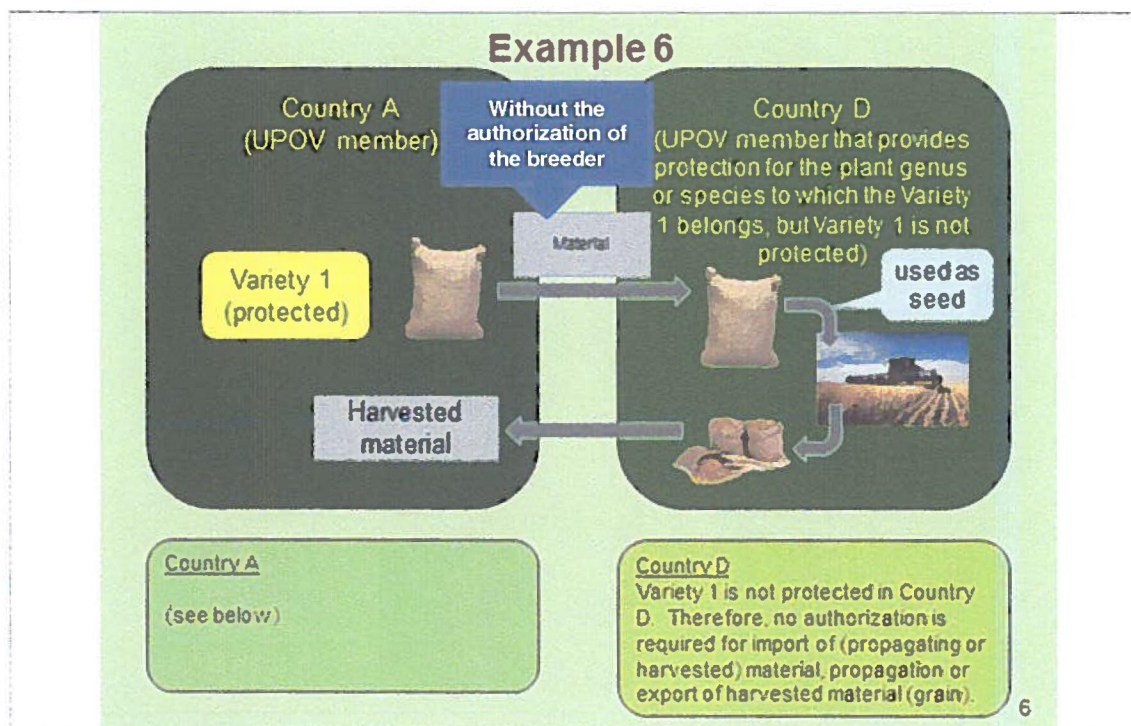 Example 6
Country A
(UPOV member)
Without the
authorization of
the breeder
Country D
(UPOV member that provides
protection for the plant genus
or species to which the Variety
1 belongs, but Variety 1 is not
protected)
Material
Variety 1
(protected)
used as
seed
Harvested
material
Country A
(see below)
Country D
Variety 1 is not protected in Country
D. Therefore, no authorization is
required for import of (propagating or
harvested) material, propagation or
export of harvested material (grain).
6